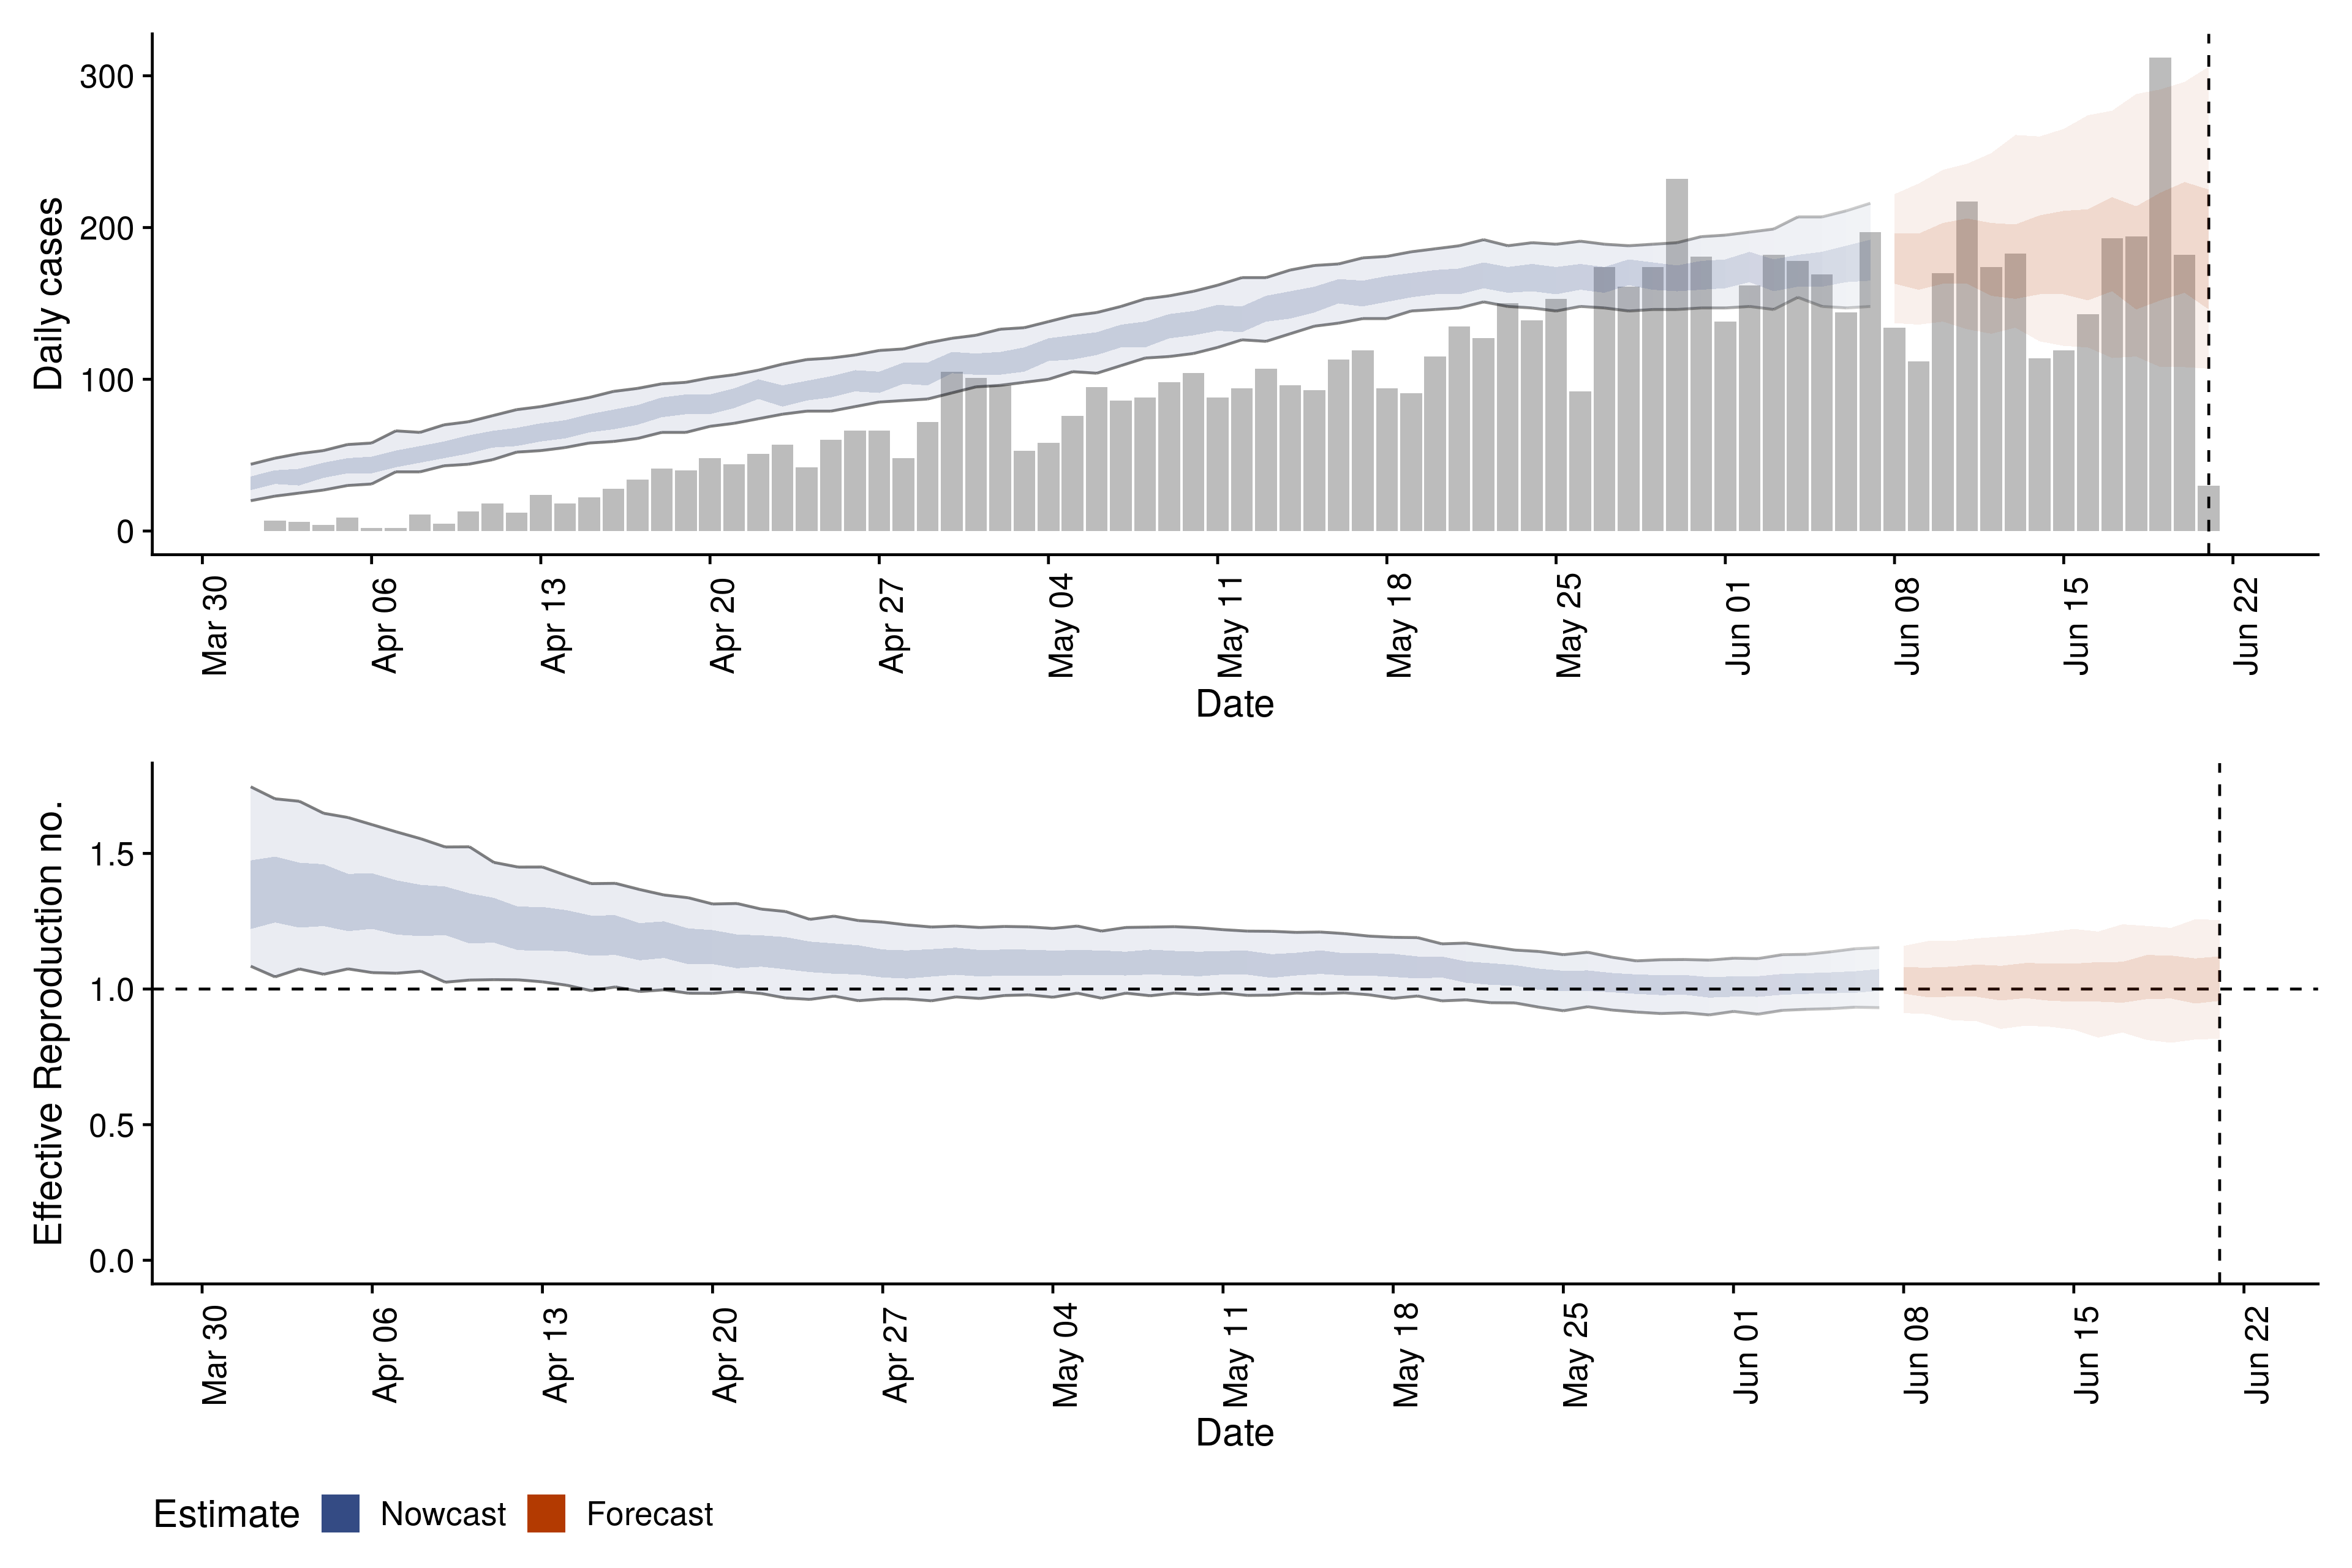 Daily cases
300
200
100
0
Mar 30 Apr 06 Apr 13 Apr 20 Apr 27 May 04 May 11 May 18 May 25 Jun 01 Jun 08 Jun 15 Jun 22
Date
Effective Reproduction no.
1.5
1.0
0.5
0.0
Mar 30 Apr 06 Apr 13 Apr 20 Apr 27 May 04 May 11 May 18 May 25 Jun 01 Jun 08 Jun 15 Jun 22
Date
Estimate Nowcast Forecast